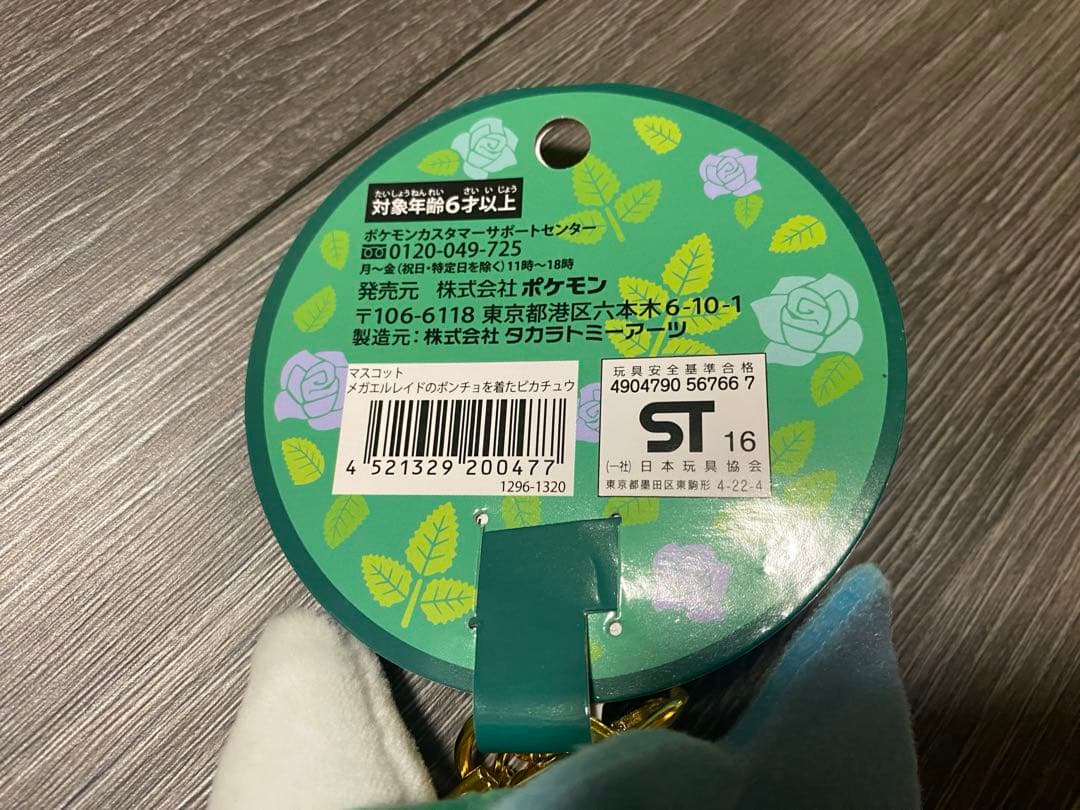 たいしょうねんれい さいいじょう
対象年齢6才以上
ポケモンカスタマーサポートセンター
0120-049-725
月〜金(祝日・特定日を除く)11時〜18時
発売元 株式会社 ポケモン
〒106-6118 東京都港区六本木6-10-1
製造元：株式会社 タカラトミーアーツ
マスコット
メガエルレイドのポンチョを着たピカチュウ
4 521329 200477
1296-1320
玩具安全基準合格
4904790 56766 7
ST 16
(一社) 日本玩具協会
東京都墨田区東駒形 4-22-4